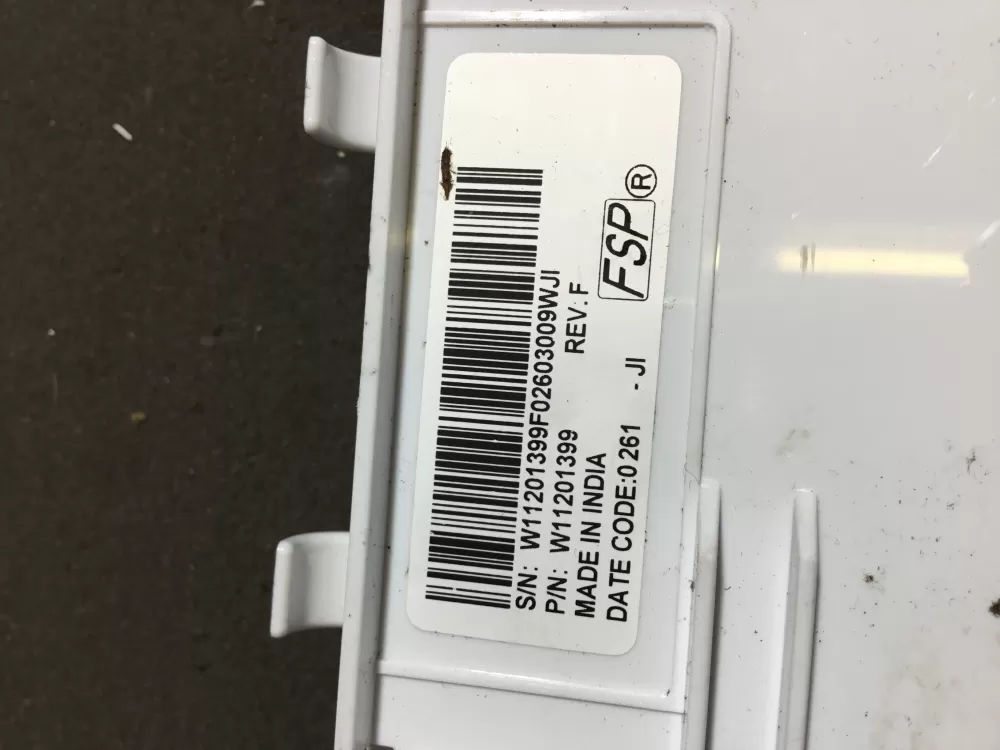 S/N: W11201399F02603009WJI
P/N: W11201399 REV: F
MADE IN INDIA
DATE CODE:0261 - JI
FSP®